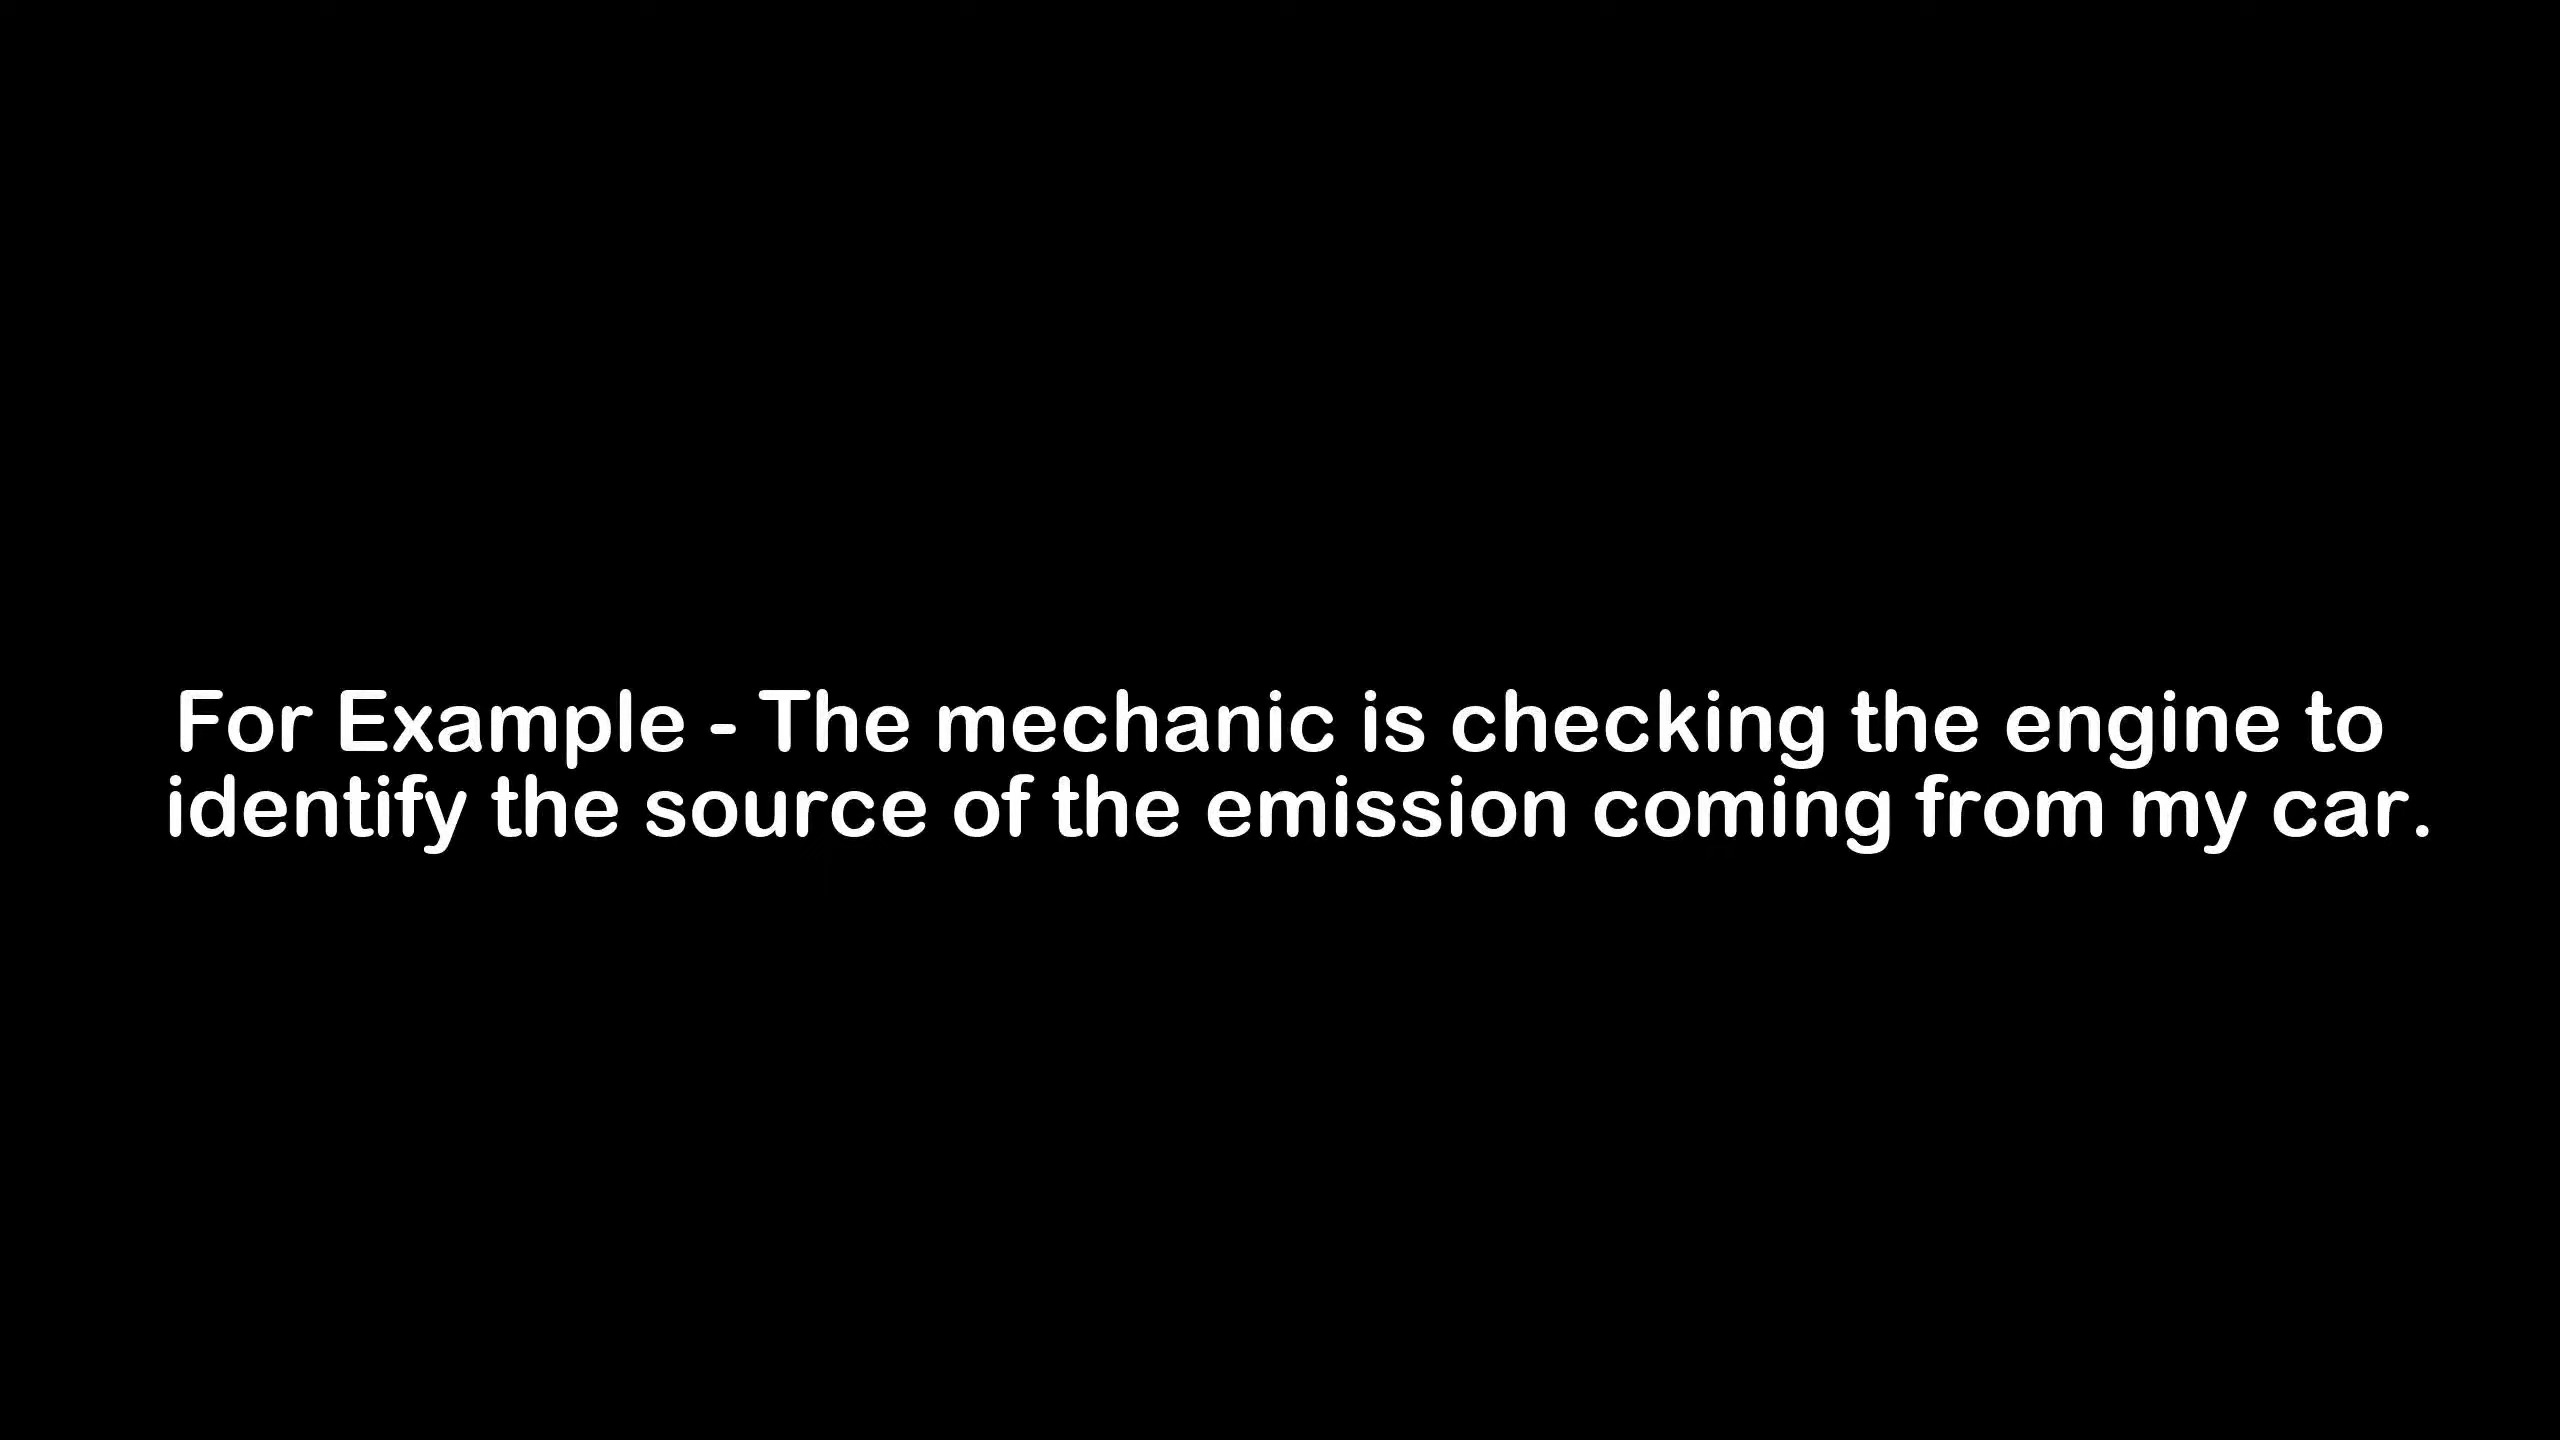 For Example - The mechanic is checking the engine to
identify the source of the emission coming from my car.